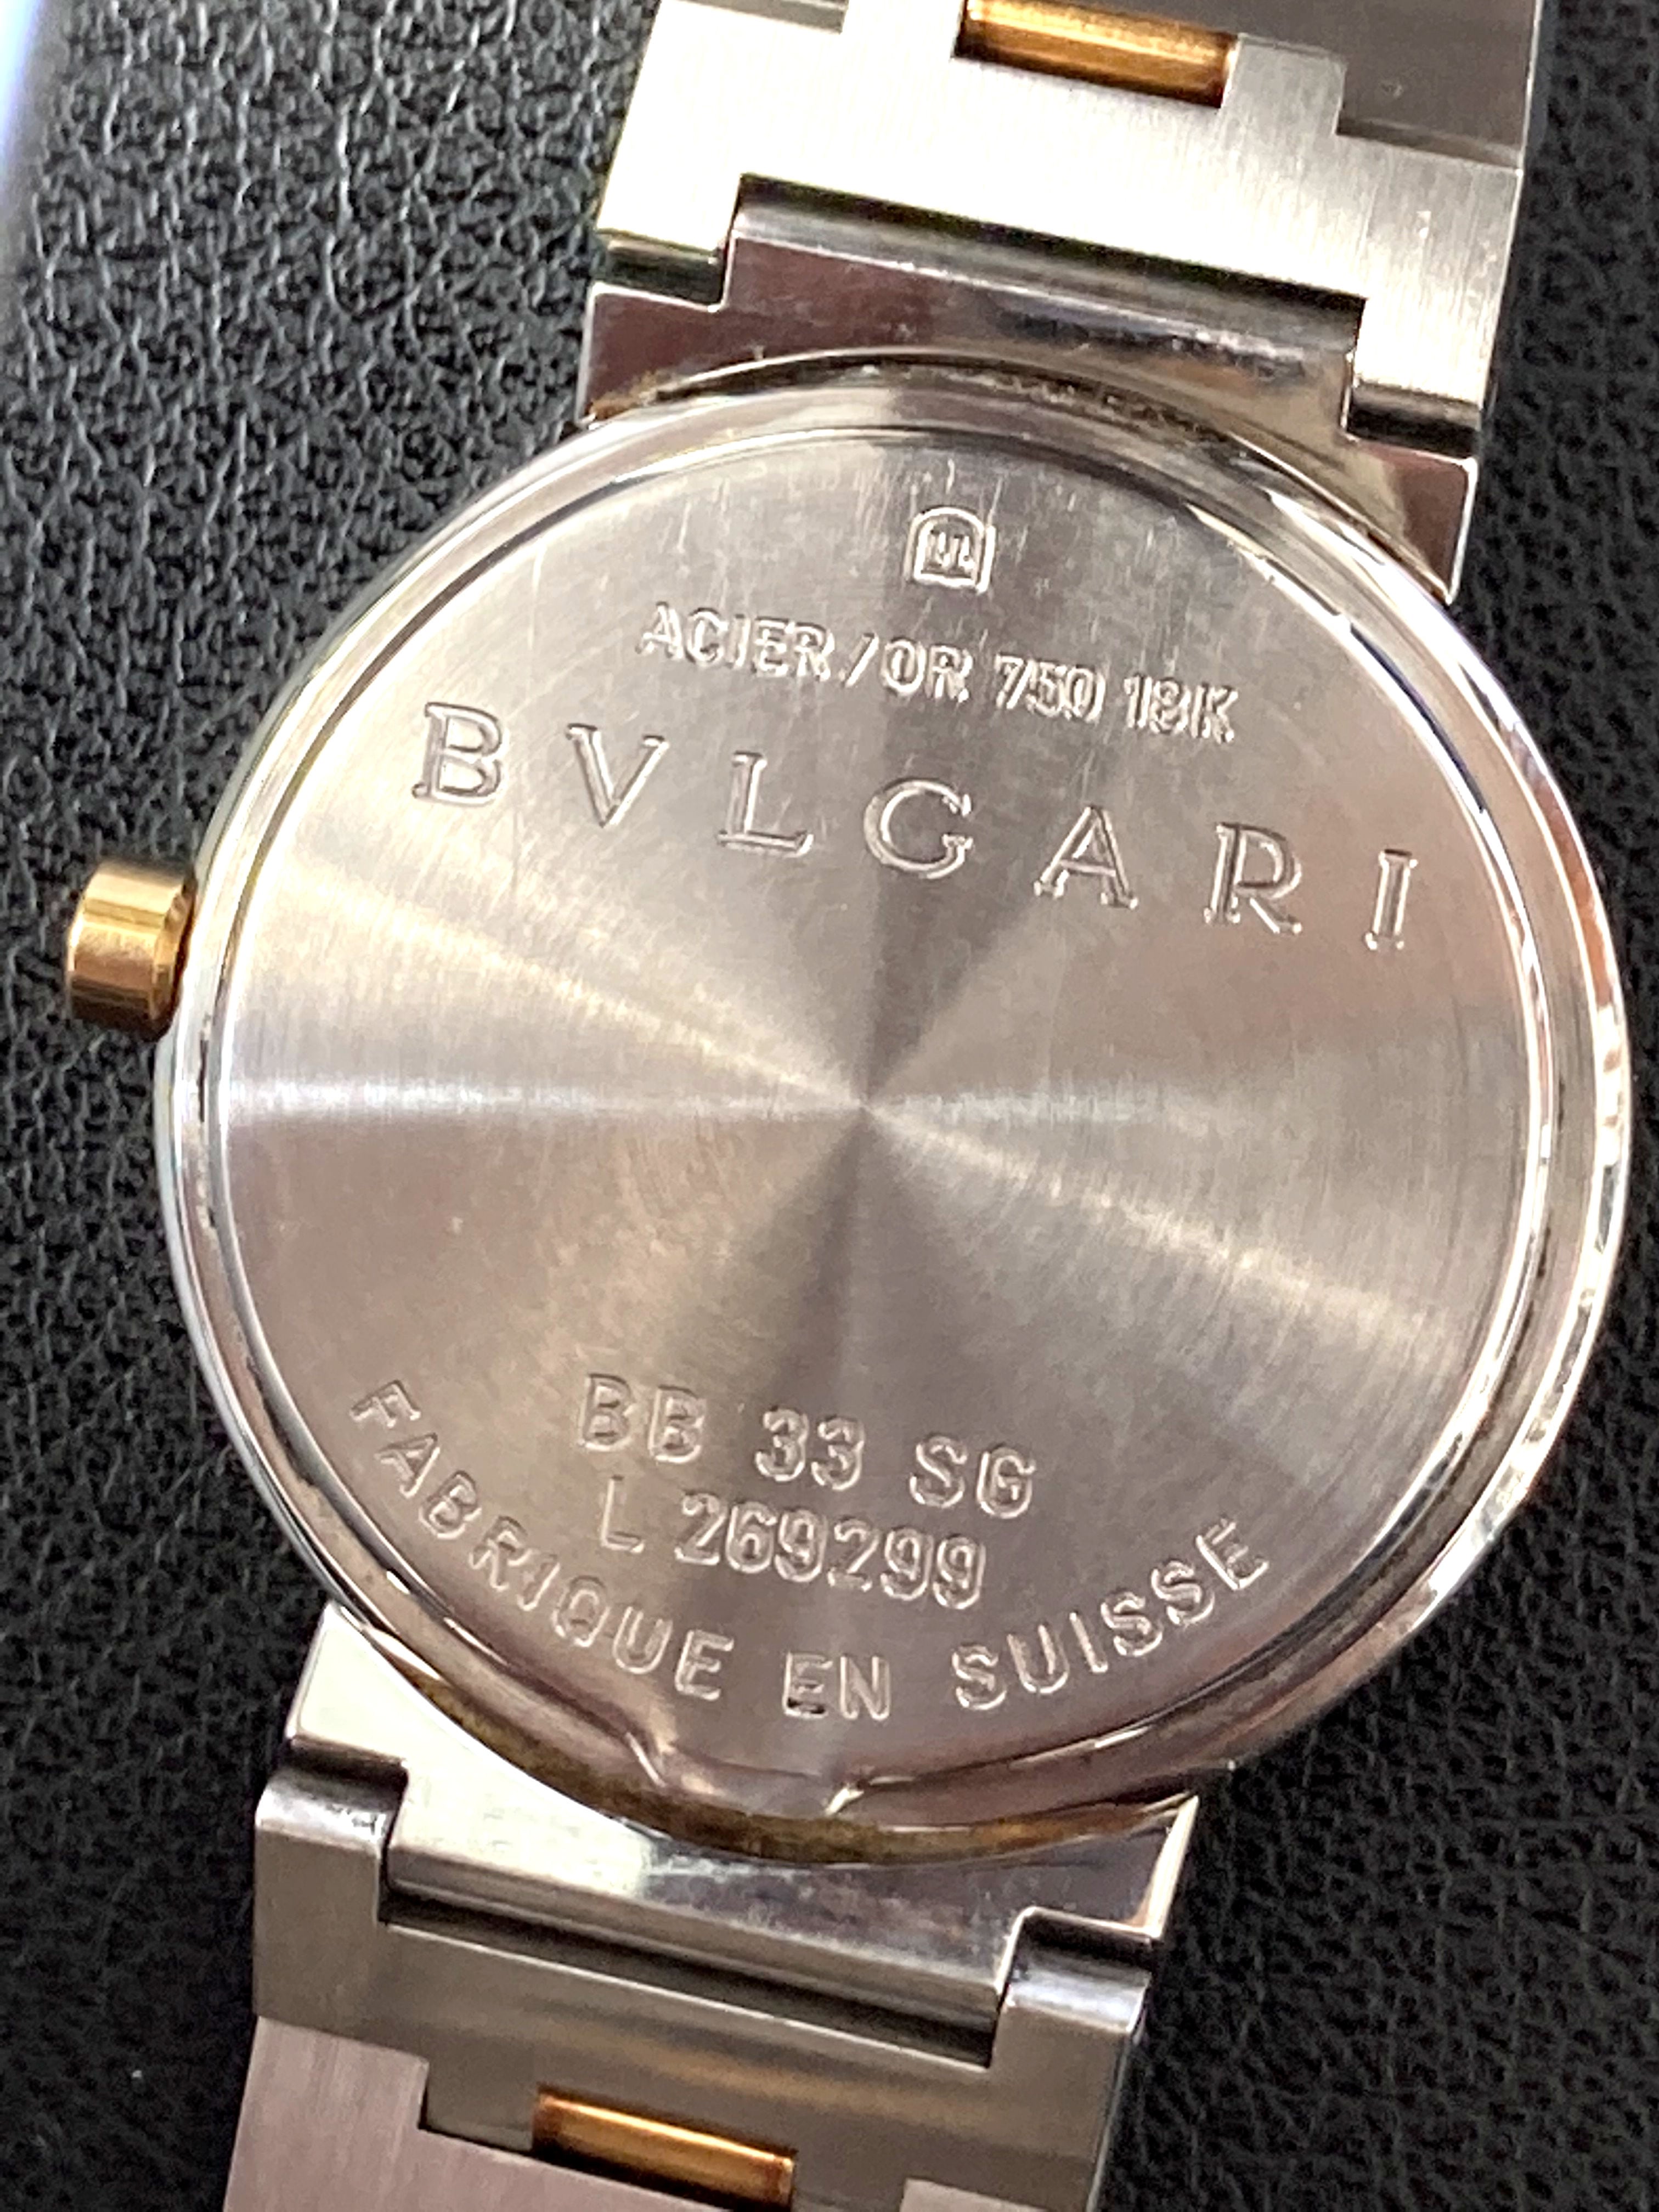 ACIER/OR 750 18K
BVLGARI
BB 33 SG
L 269299
FABRIQUE EN SUISSE